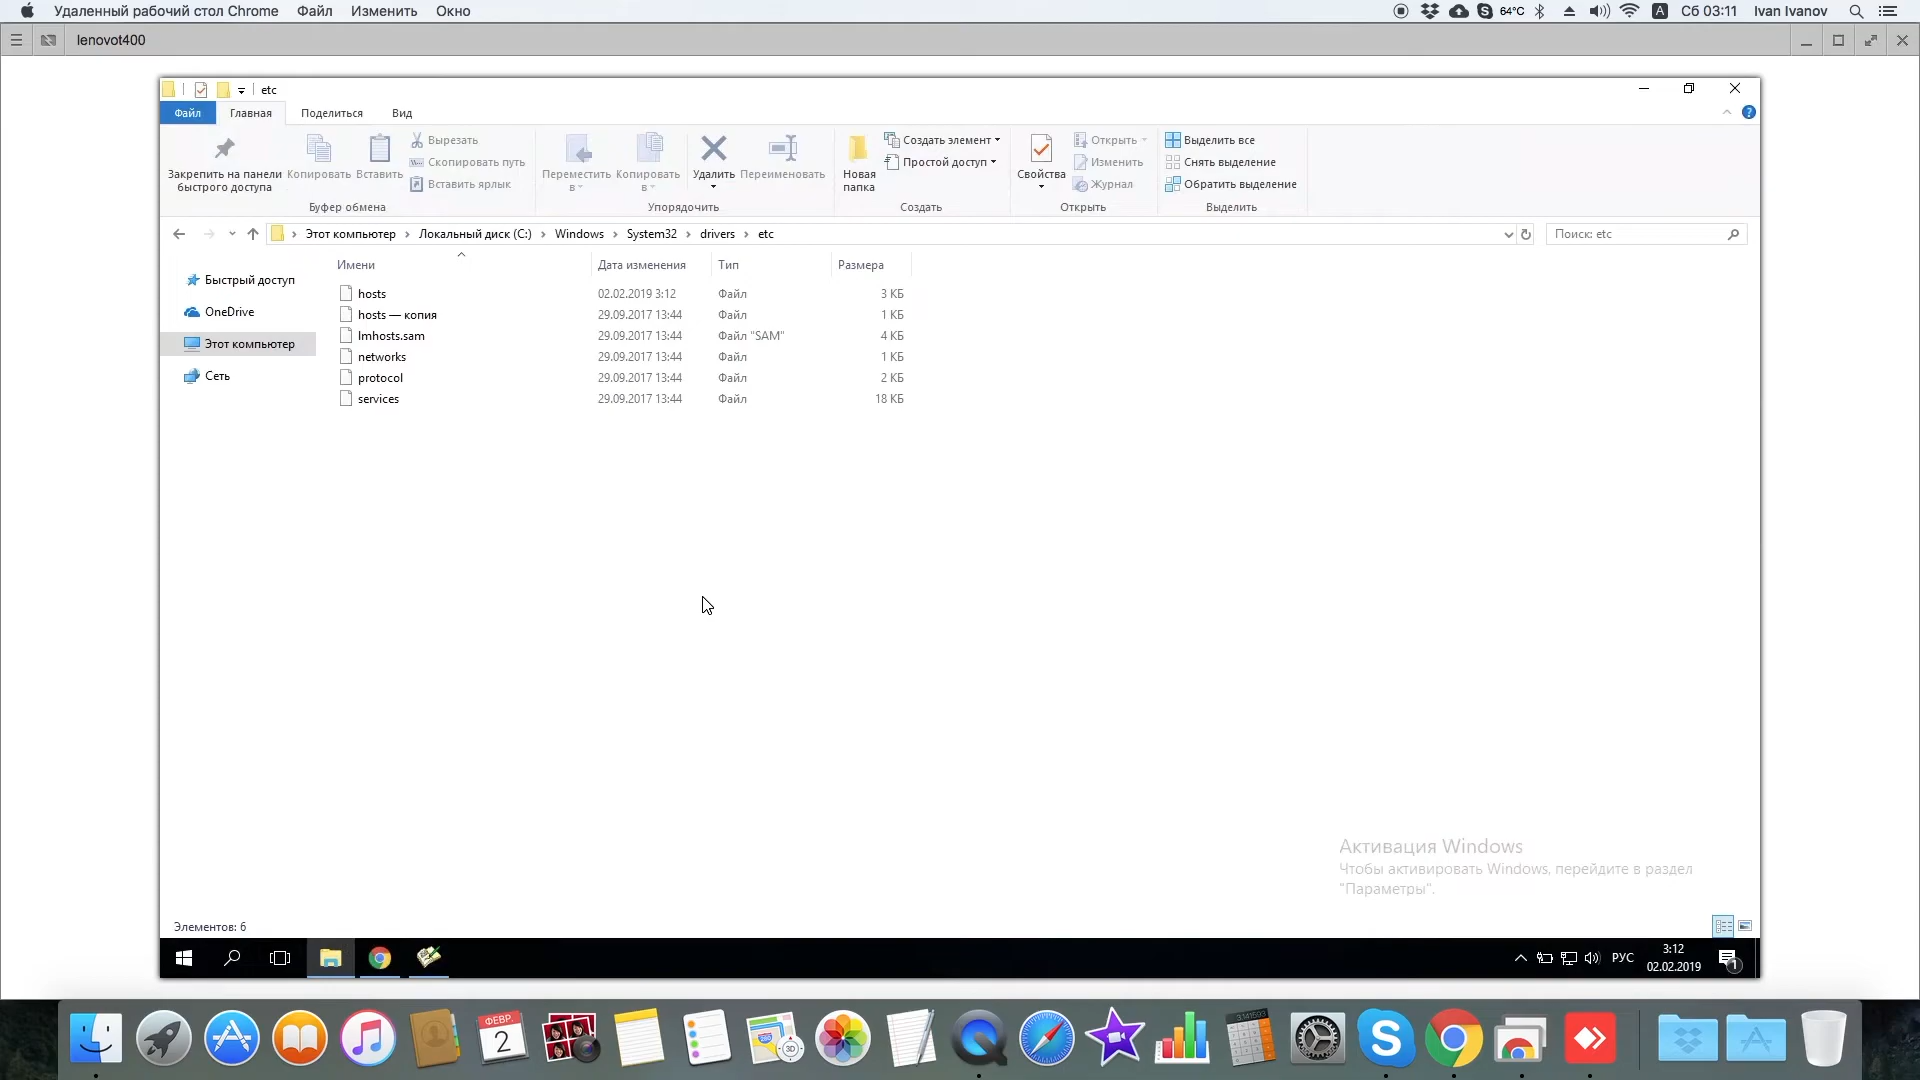 Удаленный рабочий стол Chrome Файл Изменить Окно 64°C A Сб 03:11 Ivan Ivanov
lenovot400
etc
Файл Главная Поделиться Вид
Закрепить на панели
быстрого доступа
Копировать
Вставить
Вырезать
Скопировать путь
Вставить ярлык
Буфер обмена
Переместить
в
Копировать
в
Удалить
Переименовать
Упорядочить
Новая
папка
Создать элемент
Простой доступ
Создать
Свойства
Открыть
Изменить
Журнал
Открыть
Выделить все
Снять выделение
Обратить выделение
Выделить
Этот компьютер Локальный диск (C:) Windows System32 drivers etc
Поиск: etc
Быстрый доступ
OneDrive
Этот компьютер
Сеть
Имени Дата изменения Тип Размера
hosts 02.02.2019 3:12 Файл 3 КБ
hosts — копия 29.09.2017 13:44 Файл 1 КБ
lmhosts.sam 29.09.2017 13:44 Файл "SAM" 4 КБ
networks 29.09.2017 13:44 Файл 1 КБ
protocol 29.09.2017 13:44 Файл 2 КБ
services 29.09.2017 13:44 Файл 18 КБ
Активация Windows
Чтобы активировать Windows, перейдите в раздел
"Параметры".
Элементов: 6
РУС
3:12
02.02.2019
1
ФЕВР.
2
280
3D
3.141593